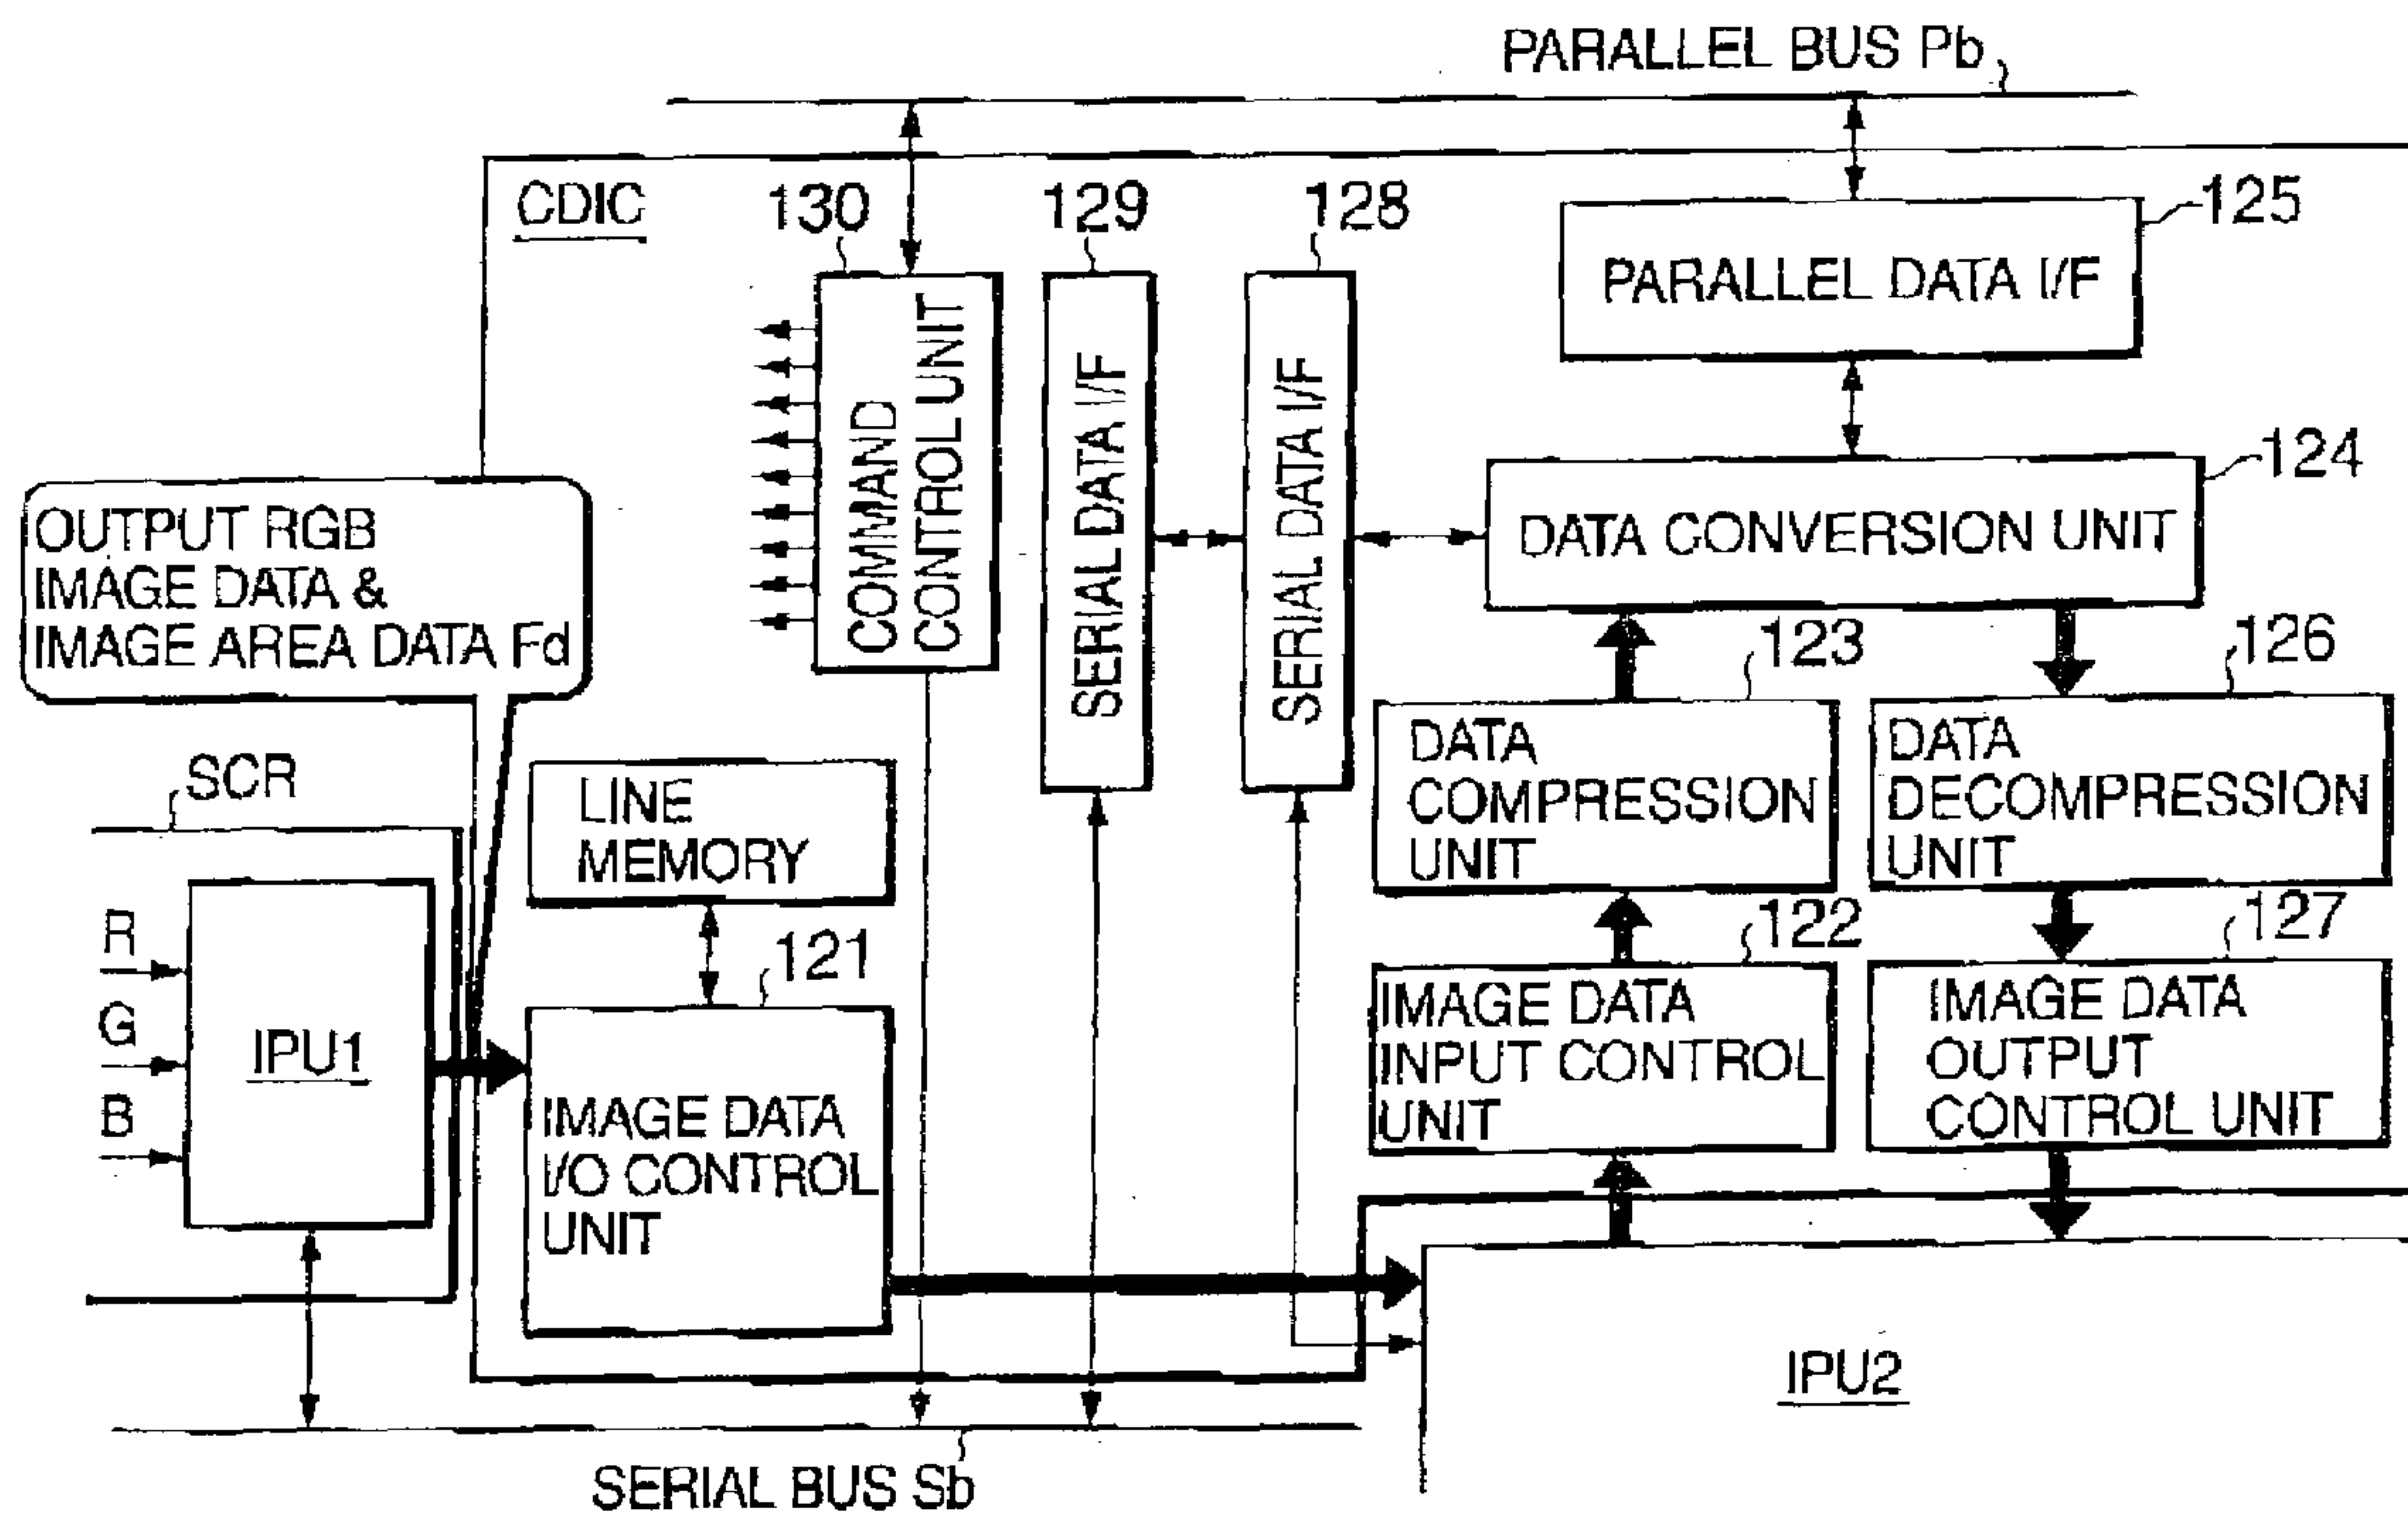 PARALLEL BUS Pb
CDIC
130
129
128
125
PARALLEL DATA I/F
COMMAND
CONTROL UNIT
SERIAL DATA I/F
SERIAL DATA I/F
124
DATA CONVERSION UNIT
OUTPUT RGB
IMAGE DATA &
IMAGE AREA DATA Fd
123
126
DATA
COMPRESSION
UNIT
DATA
DECOMPRESSION
UNIT
SCR
LINE
MEMORY
121
122
127
R
G
B
IPU1
IMAGE DATA
I/O CONTROL
UNIT
IMAGE DATA
INPUT CONTROL
UNIT
IMAGE DATA
OUTPUT
CONTROL UNIT
IPU2
SERIAL BUS Sb